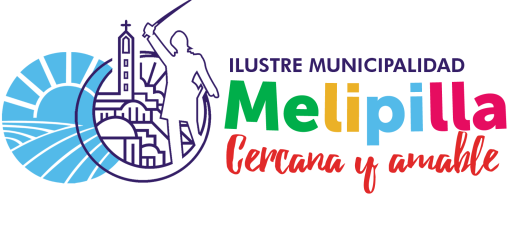 ILUSTRE MUNICIPALIDAD
Melipilla
Cercana y amable